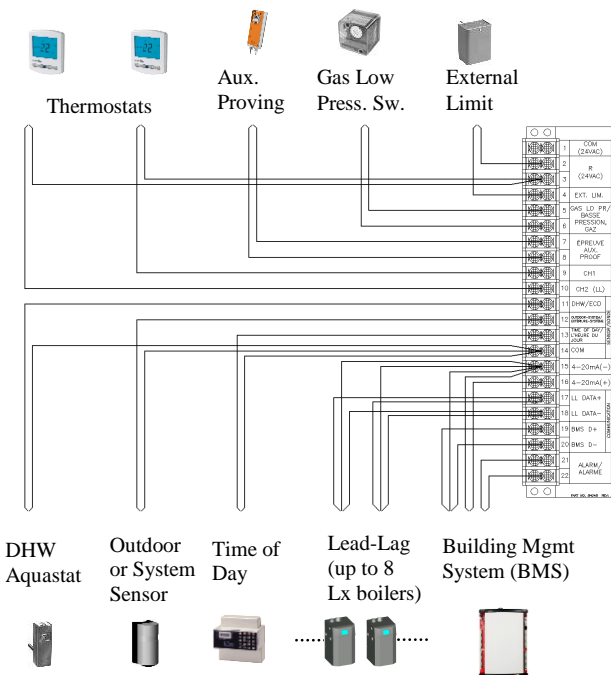 Thermostats
Aux.
Proving
Gas Low
Press. Sw.
External
Limit
1 COM
(24VAC)
2
R
(24VAC)
3
4 EXT. LIM.
5 GAS LO PR/
BASSE
PRESSION,
GAZ
6
7 ÉPREUVE
AUX.
PROOF
8
9 CH1
10 CH2 (LL)
11 DHW/ECD
12
13 TIME OF DAY/
L'HEURE DU
JOUR
14 COM
15 4-20mA(-)
16 4-20mA(+)
17 LL DATA+
18 LL DATA-
19 BMS D+
20 BMS D-
21
ALARM/
ALARME
22
COMMUNICATION
DHW
Aquastat
Outdoor
or System
Sensor
Time of
Day
Lead-Lag
(up to 8
Lx boilers)
Building Mgmt
System (BMS)